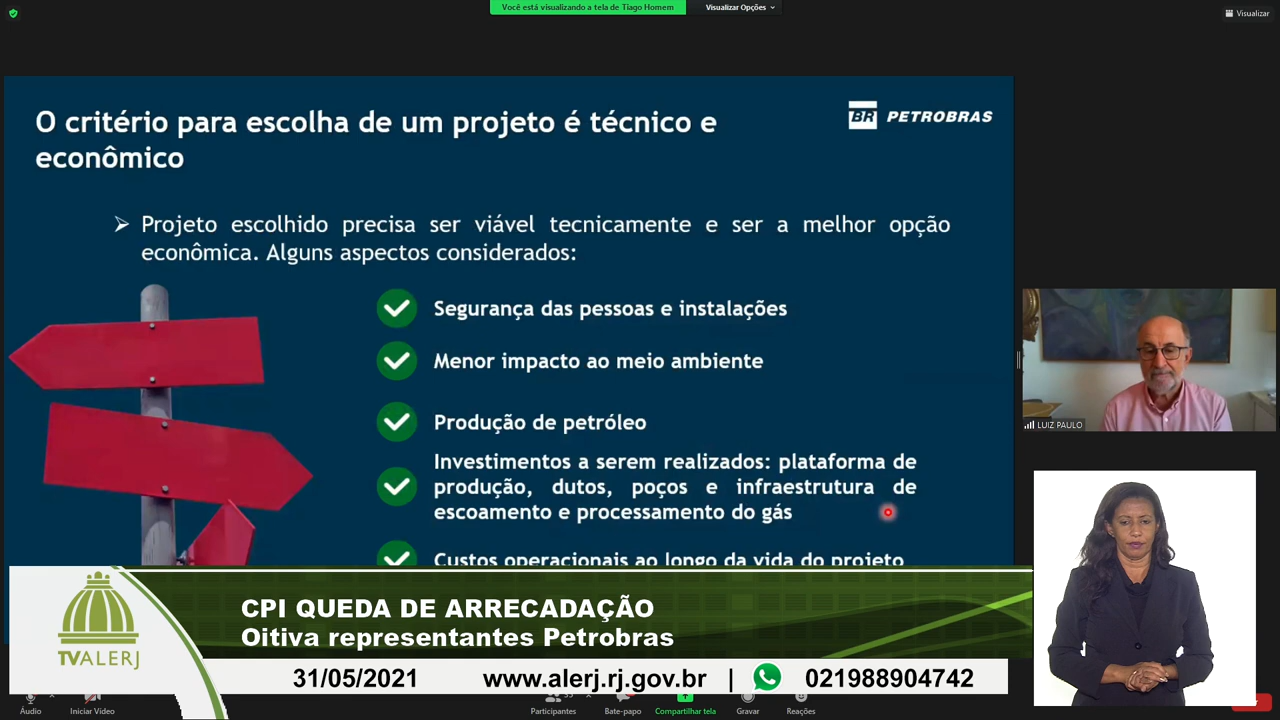 Você está visualizando a tela de Tiago Homem
Visualizar Opções
Visualizar
O critério para escolha de um projeto é técnico e
econômico
BR PETROBRAS
Projeto escolhido precisa ser viável tecnicamente e ser a melhor opção
econômica. Alguns aspectos considerados:
Segurança das pessoas e instalações
Menor impacto ao meio ambiente
Produção de petróleo
Investimentos a serem realizados: plataforma de
produção, dutos, poços e infraestrutura de
escoamento e processamento do gás
Custos operacionais ao longo da vida do projeto
LUIZ PAULO
CPI QUEDA DE ARRECADAÇÃO
Oitiva representantes Petrobras
TVALERJ
31/05/2021 www.alerj.rj.gov.br | 021988904742
Áudio
Iniciar Vídeo
Participantes
Bate-papo
Compartilhar tela
Gravar
Reações